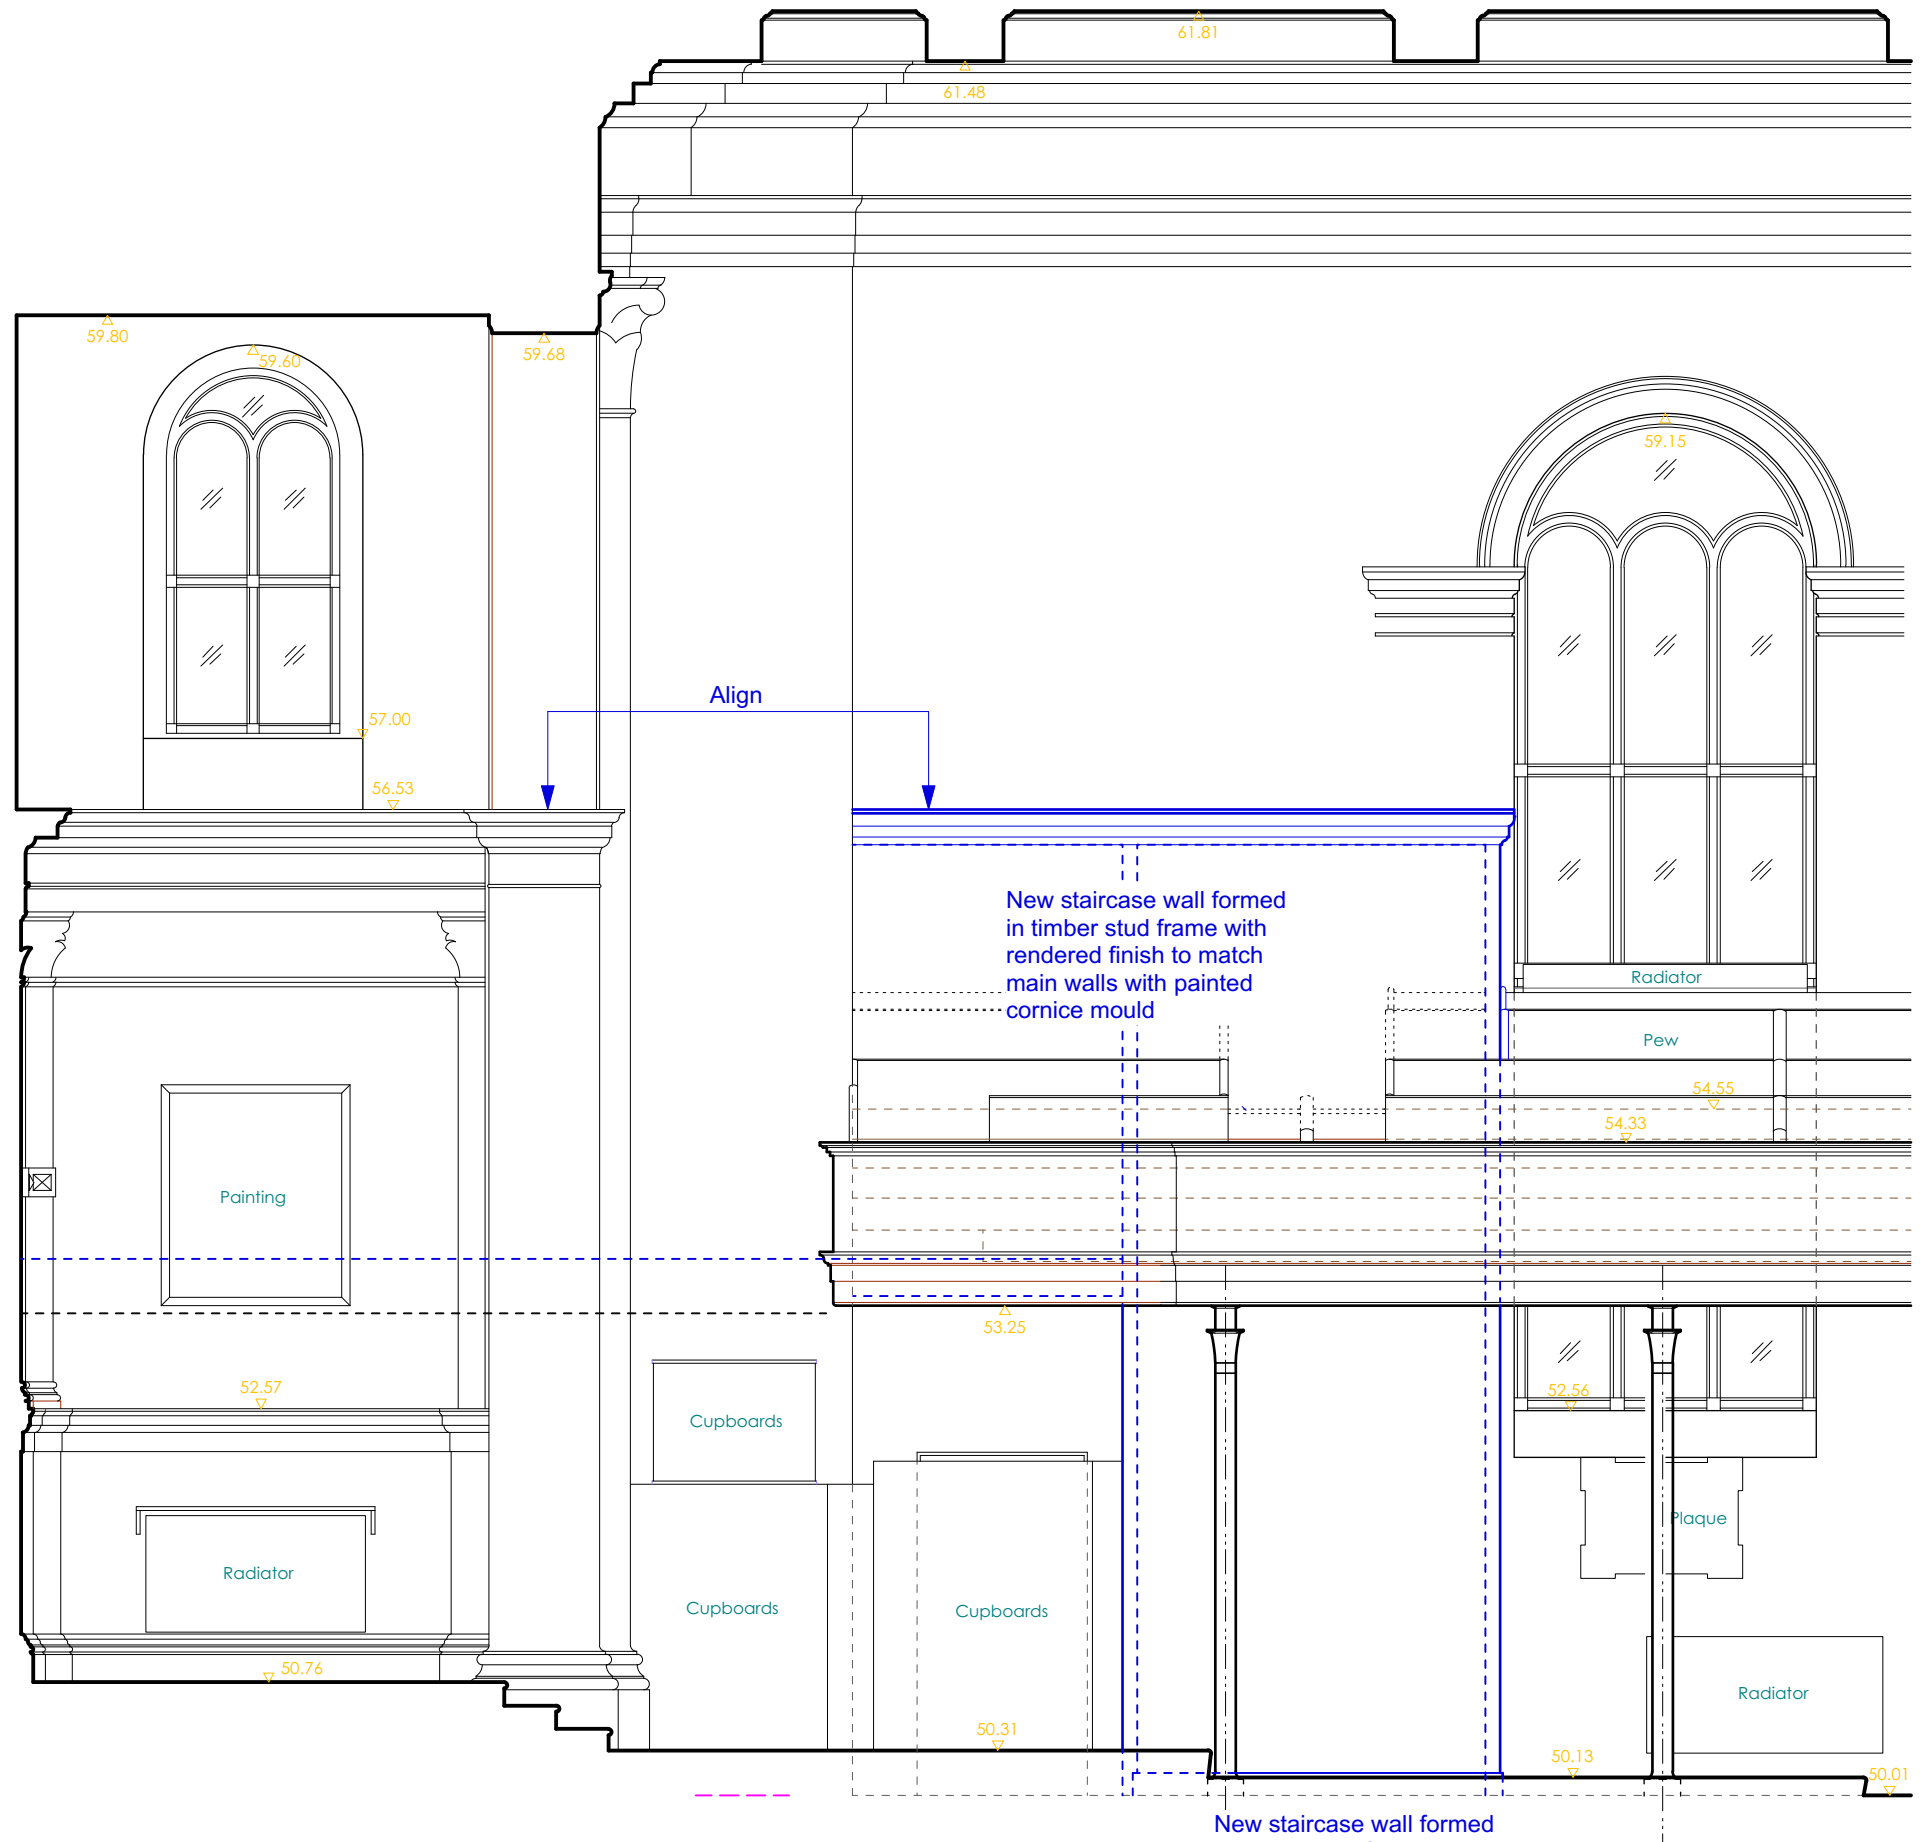 61.81
61.48
59.80
59.60
59.68
59.15
Align
57.00
56.53
New staircase wall formed
in timber stud frame with
rendered finish to match
main walls with painted
cornice mould
Radiator
Pew
54.55
54.33
Painting
53.25
52.57
52.56
Cupboards
Plaque
Radiator
Cupboards
Cupboards
50.76
Radiator
50.31
50.13
50.01
New staircase wall formed